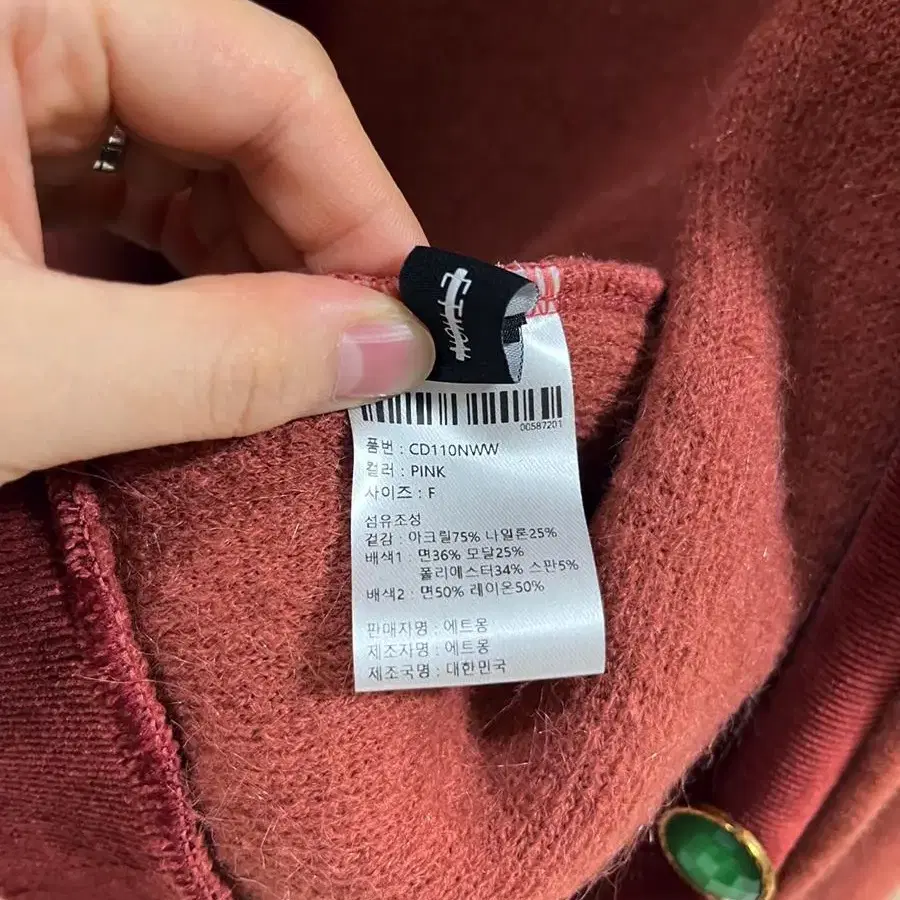 00587201
품번 : CD110NWW
컬러 : PINK
사이즈 : F
섬유조성
겉감 : 아크릴75% 나일론25%
배색1 : 면36% 모달25%
폴리에스터34% 스판5%
배색2 : 면50% 레이온50%
판매자명 : 에트몽
제조자명 : 에트몽
제조국명 : 대한민국